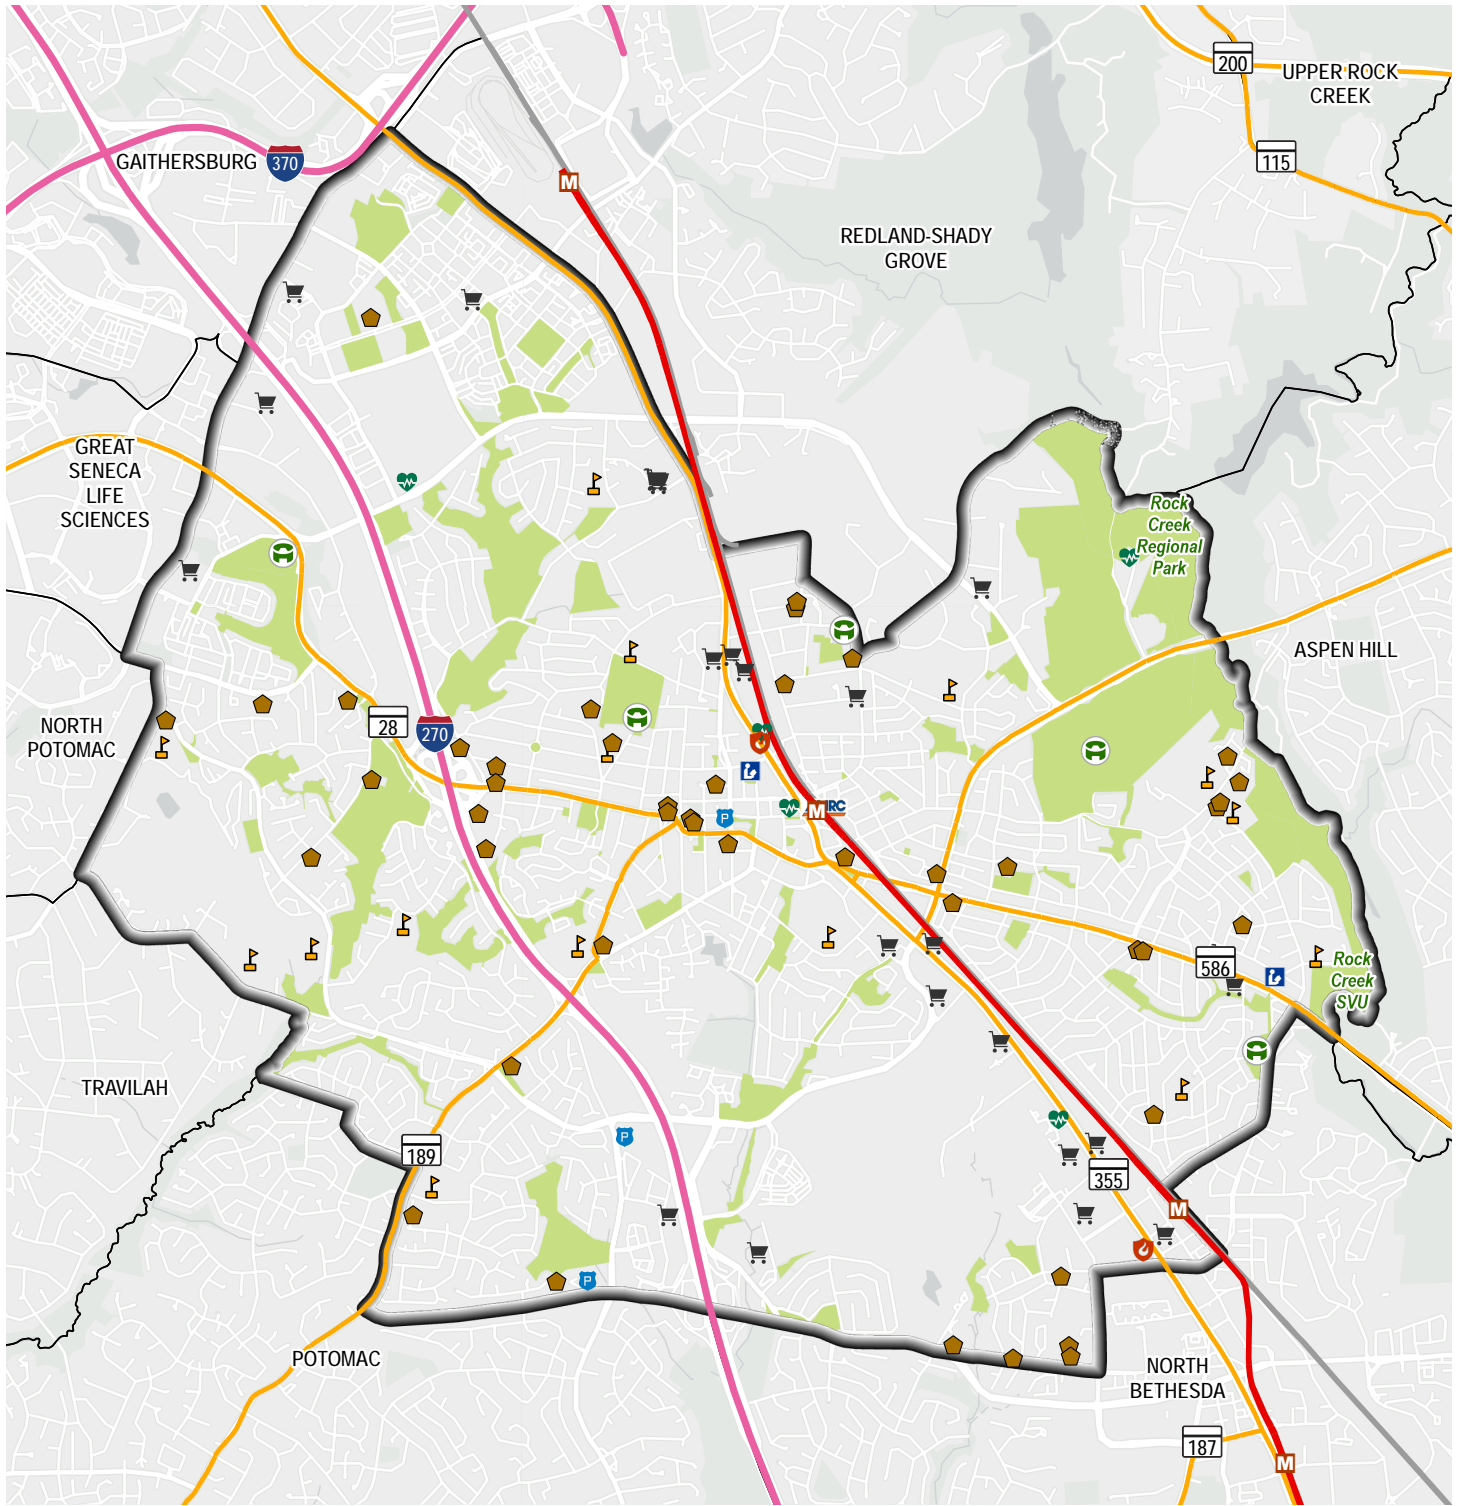 200
UPPER ROCK
CREEK
115
GAITHERSBURG
370
M
REDLAND-SHADY
GROVE
GREAT
SENECA
LIFE
SCIENCES
Rock
Creek
Regional
Park
ASPEN HILL
NORTH
POTOMAC
28
270
P
M
RC
586
Rock
Creek
SVU
TRAVILAH
P
189
355
M
P
POTOMAC
NORTH
BETHESDA
187
M